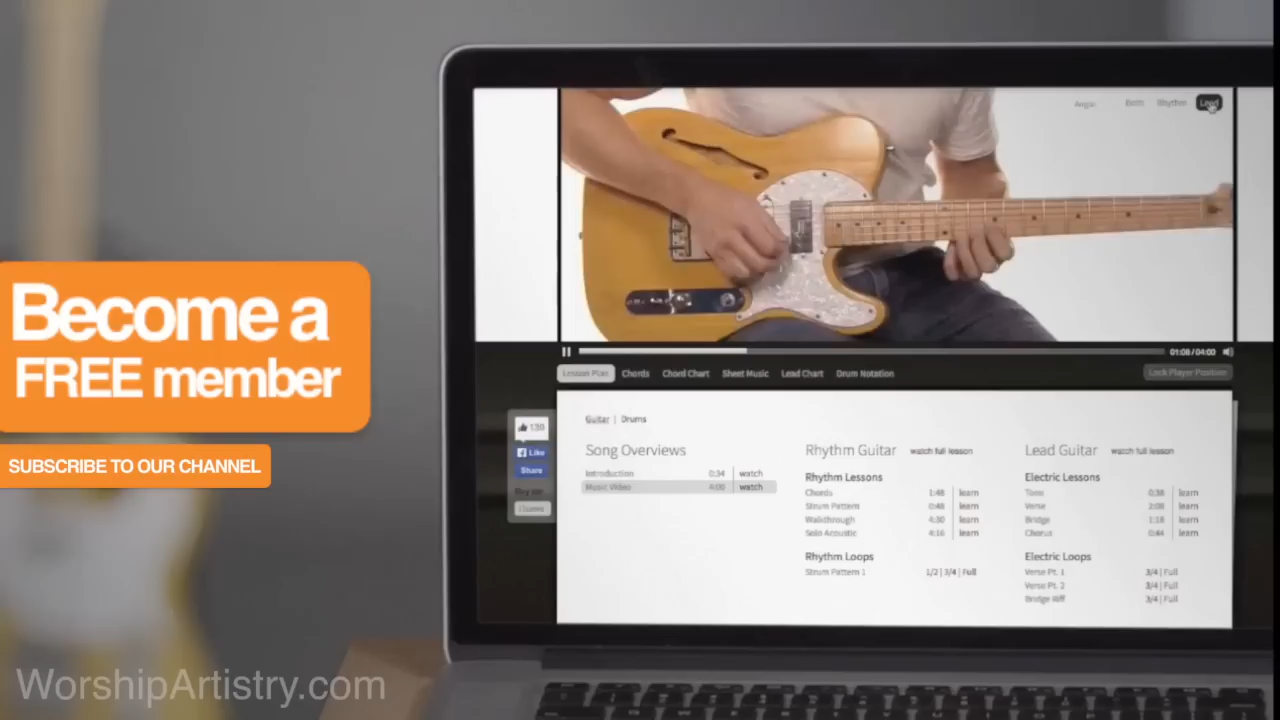 Angle:
Both
Rhythm
Lead
Become a
FREE member
SUBSCRIBE TO OUR CHANNEL
01:08 / 04:00
Lesson Plan
Chords
Chord Chart
Sheet Music
Lead Chart
Drum Notation
Lock Player Position
130
Like
Share
Buy on:
iTunes
Guitar | Drums
Song Overviews
Introduction 0:34 watch
Music Video 4:00 watch
Rhythm Guitar watch full lesson
Rhythm Lessons
Chords 1:48 learn
Strum Pattern 0:48 learn
Walkthrough 4:30 learn
Solo Acoustic 4:16 learn
Rhythm Loops
Strum Pattern 1 1/2 | 3/4 | Full
Lead Guitar watch full lesson
Electric Lessons
Tone 0:38 learn
Verse 2:08 learn
Bridge 1:18 learn
Chorus 0:44 learn
Electric Loops
Verse Pt. 1 3/4 | Full
Verse Pt. 2 3/4 | Full
Bridge Riff 3/4 | Full
WorshipArtistry.com